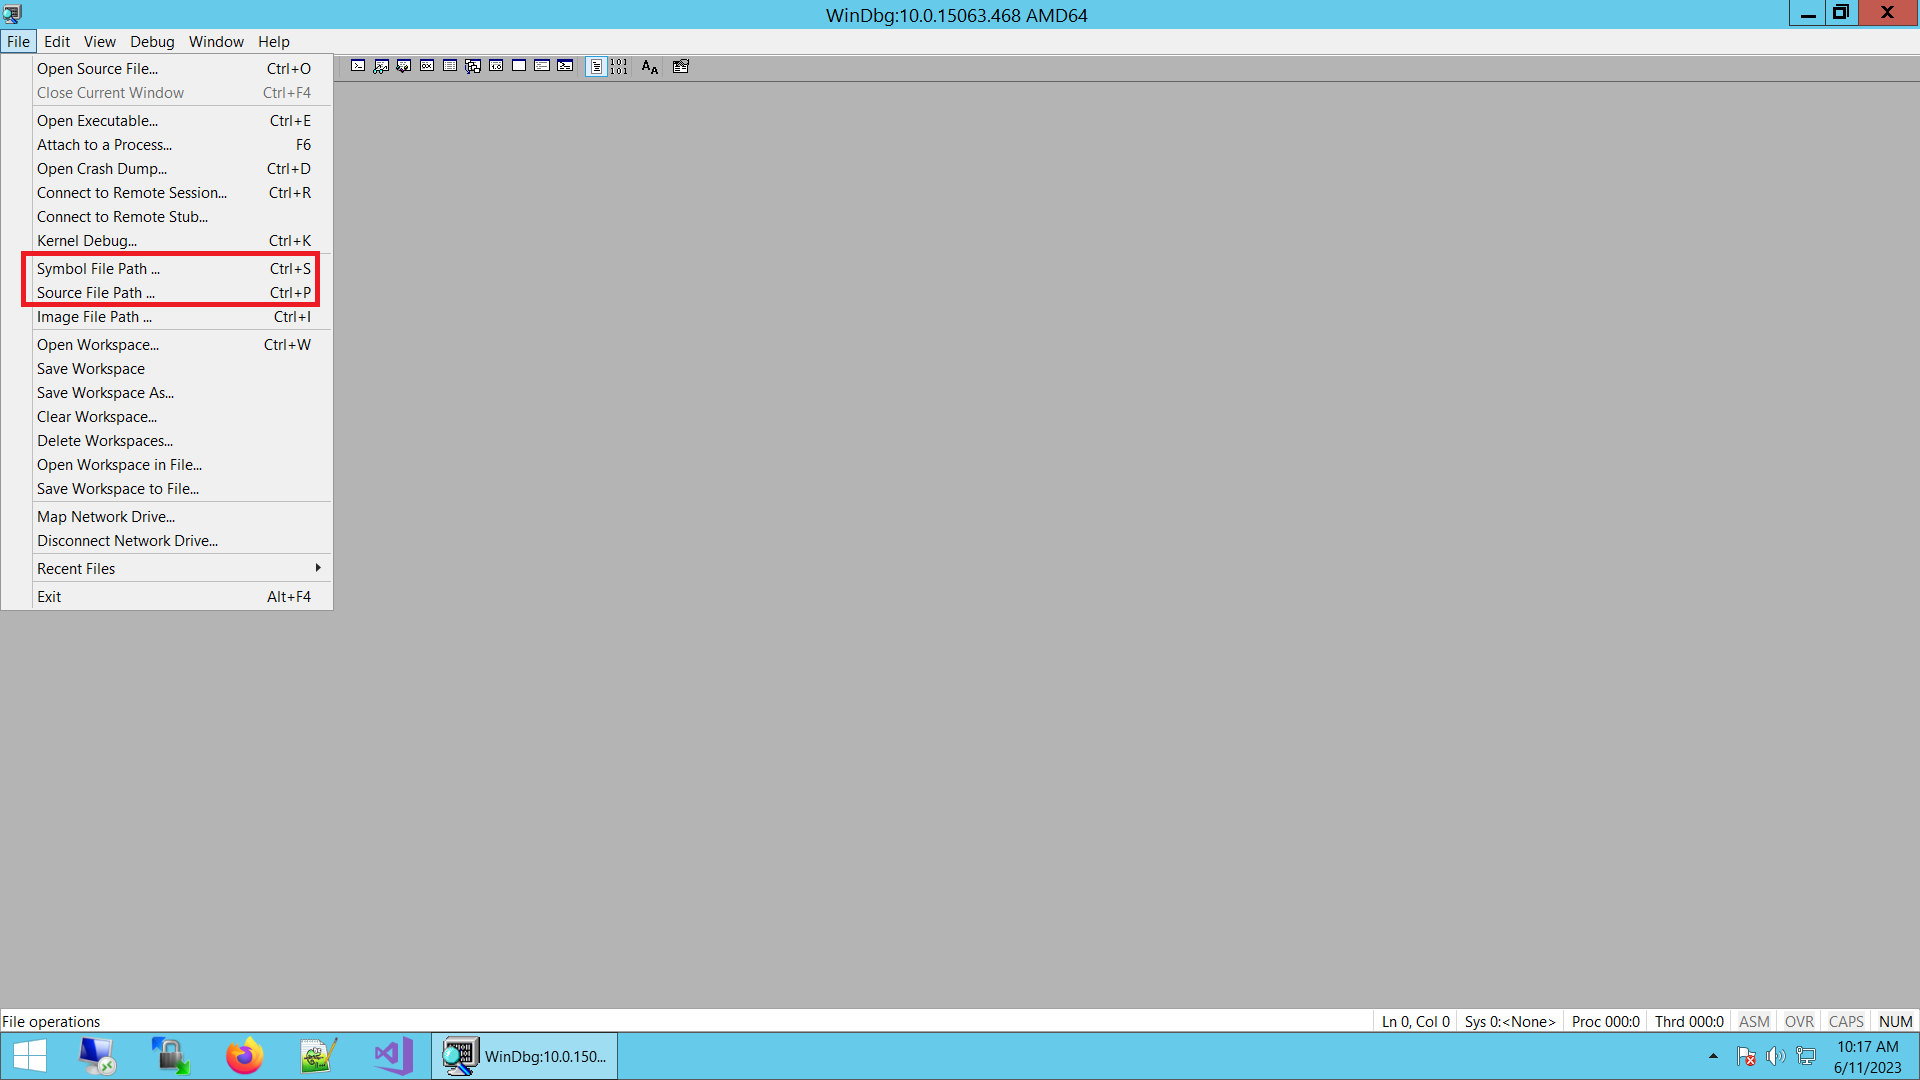 WinDbg:10.0.15063.468 AMD64
File Edit View Debug Window Help
Open Source File... Ctrl+O
Close Current Window Ctrl+F4
Open Executable... Ctrl+E
Attach to a Process... F6
Open Crash Dump... Ctrl+D
Connect to Remote Session... Ctrl+R
Connect to Remote Stub...
Kernel Debug... Ctrl+K
Symbol File Path ... Ctrl+S
Source File Path ... Ctrl+P
Image File Path ... Ctrl+I
Open Workspace... Ctrl+W
Save Workspace
Save Workspace As...
Clear Workspace...
Delete Workspaces...
Open Workspace in File...
Save Workspace to File...
Map Network Drive...
Disconnect Network Drive...
Recent Files
Exit Alt+F4
File operations Ln 0, Col 0 Sys 0:<None> Proc 000:0 Thrd 000:0 ASM OVR CAPS NUM
WinDbg:10.0.150...
10:17 AM
6/11/2023